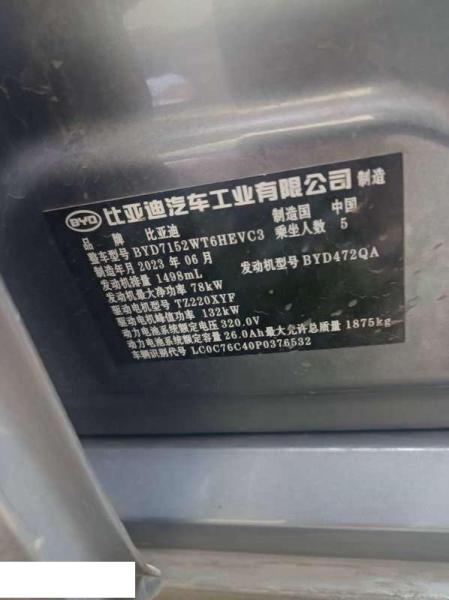 BYD 比亚迪汽车工业有限公司 制造
品 牌 比亚迪 制造国 中国
整车型号 BYD7152WT6HEVC3 乘坐人数 5
制造年月 2023 年 06 月
发动机排量 1498mL 发动机型号 BYD472QA
发动机最大净功率 78kW
驱动电机型号 TZ220XYF
驱动电机峰值功率 132kW
动力电池系统额定电压 320.0V
动力电池系统额定容量 26.0Ah 最大允许总质量 1875kg
车辆识别代号 LC0C76C40P0376532